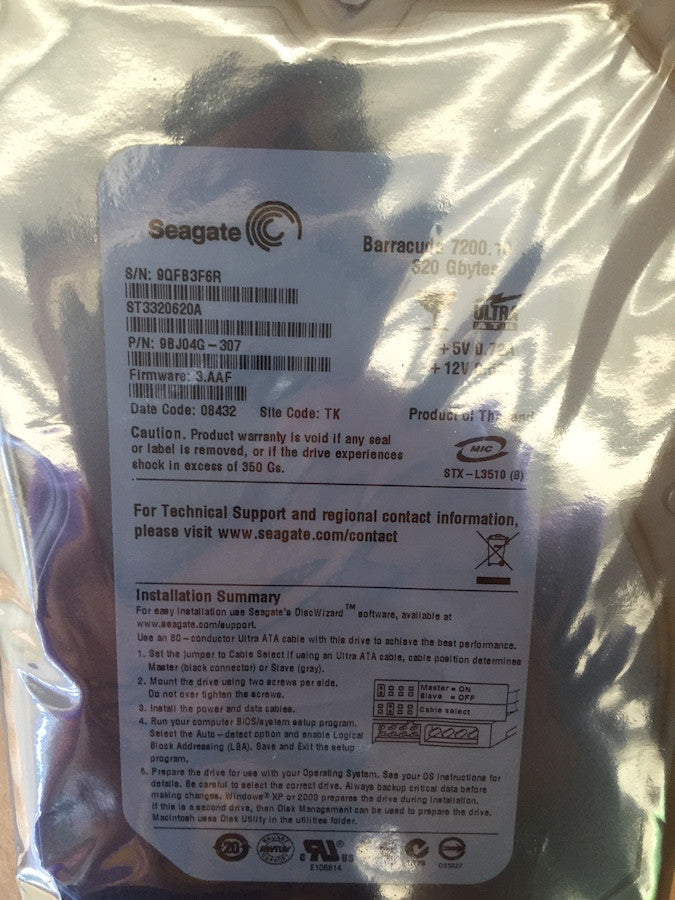 Seagate
Barracuda 7200.10
320 Gbytes
S/N: 9QFB3F6R
ST3320620A
ULTRA
ATA
P/N: 9BJ04G-307
+5V 0.72A
Firmware: 3.AAF
+12V
Date Code: 08432 Site Code: TK
Product of Thailand
Caution. Product warranty is void if any seal
or label is removed, or if the drive experiences
shock in excess of 350 Gs.
MIC
STX-L3510 (B)
For Technical Support and regional contact information,
please visit www.seagate.com/contact
Installation Summary
For easy installation use Seagate's DiscWizard™ software, available at
www.seagate.com/support.
Use an 80-conductor Ultra ATA cable with this drive to achieve the best performance.
1. Set the jumper to Cable Select if using an Ultra ATA cable, cable position determines
Master (black connector) or Slave (gray).
2. Mount the drive using two screws per side.
Do not over tighten the screws.
3. Install the power and data cables.
4. Run your computer BIOS/system setup program.
Select the Auto-detect option and enable Logical
Block Addressing (LBA). Save and Exit the setup
program.
Master = ON
Slave = OFF
Cable select
5. Prepare the drive for use with your Operating System. See your OS instructions for
details. Be careful to select the correct drive. Always backup critical data before
making changes. Windows® XP or 2000 prepares the drive during installation.
If this is a second drive, then Disk Management can be used to prepare the drive.
Macintosh uses Disk Utility in the utilities folder.
20
c RU US
E105814